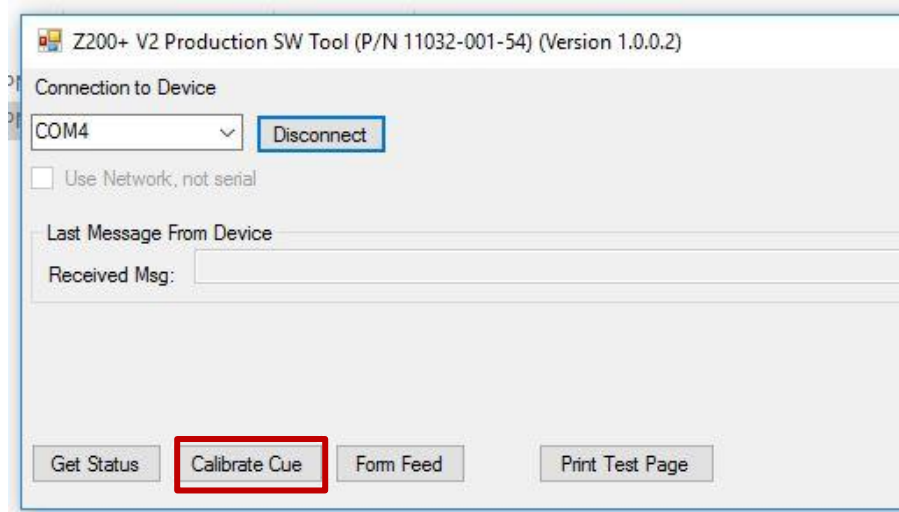 Z200+ V2 Production SW Tool (P/N 11032-001-54) (Version 1.0.0.2)
Connection to Device
COM4
Disconnect
Use Network, not serial
Last Message From Device
Received Msg:
Get Status
Calibrate Cue
Form Feed
Print Test Page